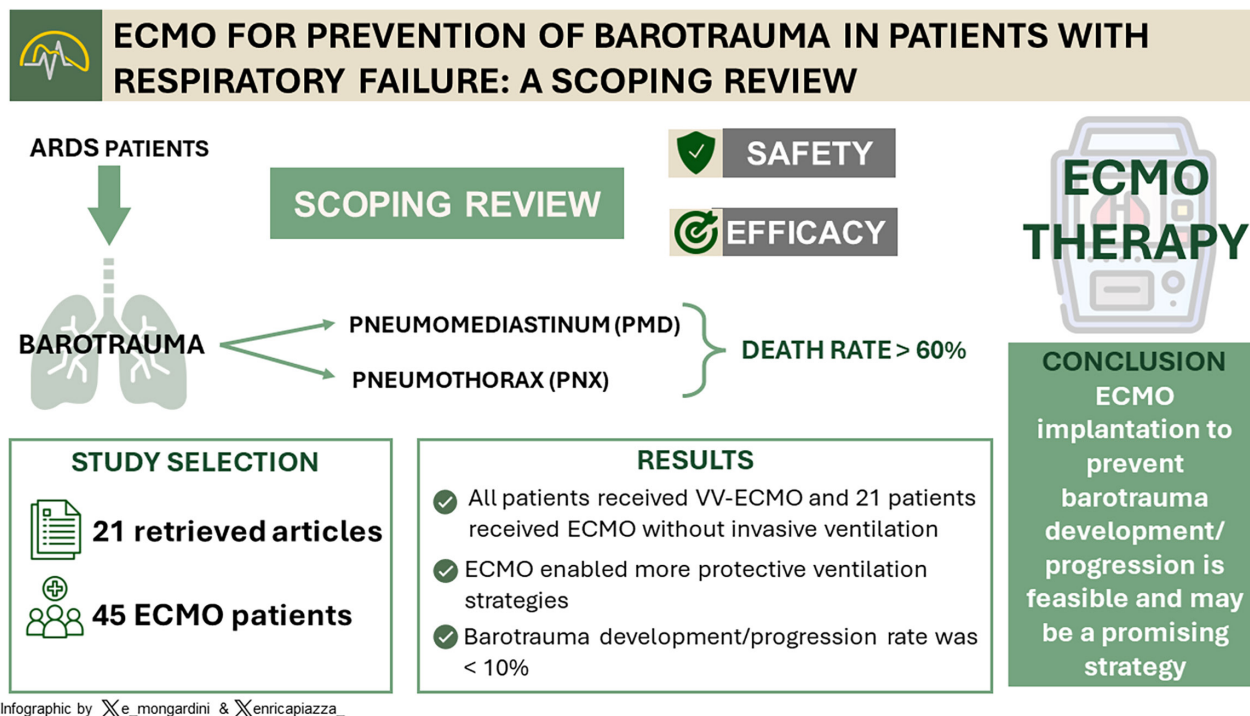 ECMO FOR PREVENTION OF BAROTRAUMA IN PATIENTS WITH
RESPIRATORY FAILURE: A SCOPING REVIEW
ARDS PATIENTS
SCOPING REVIEW
SAFETY
EFFICACY
ECMO
THERAPY
BAROTRAUMA
PNEUMOMEDIASTINUM (PMD)
PNEUMOTHORAX (PNX)
DEATH RATE > 60%
STUDY SELECTION
21 retrieved articles
45 ECMO patients
RESULTS
All patients received VV-ECMO and 21 patients
received ECMO without invasive ventilation
ECMO enabled more protective ventilation
strategies
Barotrauma development/progression rate was
< 10%
CONCLUSION
ECMO
implantation to
prevent
barotrauma
development/
progression is
feasible and may
be a promising
strategy
Infographic by 𝕏e_mongardini & 𝕏enricapiazza_